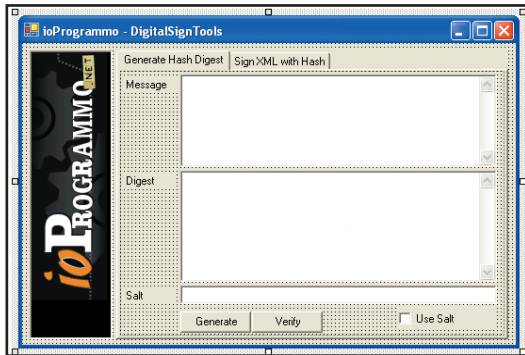 ioProgrammo - DigitalSignTools
Generate Hash Digest
Sign XML with Hash
Message
Digest
Salt
Generate
Verify
Use Salt
ioPROGRAMMO
.NET